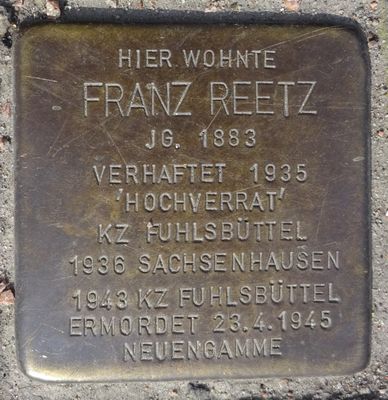 HIER WOHNTE
FRANZ REETZ
JG. 1883
VERHAFTET 1935
'HOCHVERRAT'
KZ FUHLSBÜTTEL
1936 SACHSENHAUSEN
1943 KZ FUHLSBÜTTEL
ERMORDET 23.4.1945
NEUENGAMME